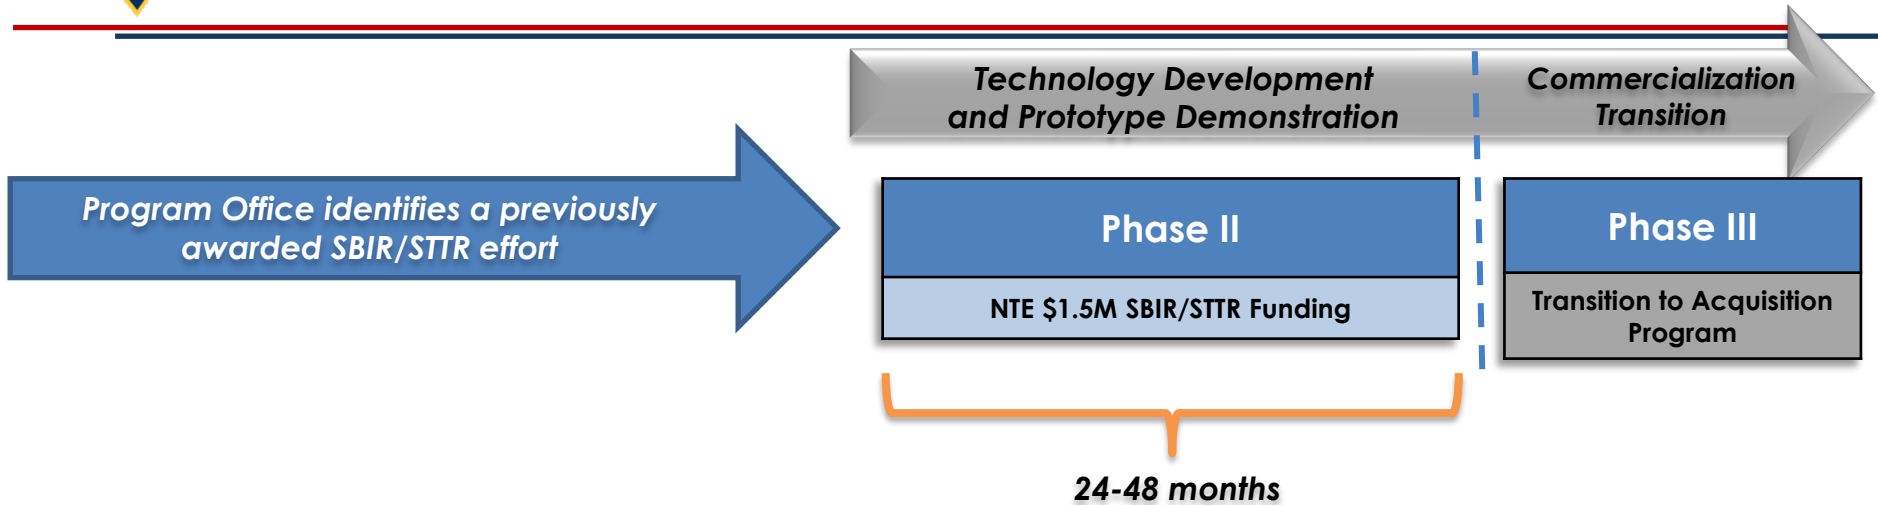 Technology Development
and Prototype Demonstration
Commercialization
Transition
Program Office identifies a previously
awarded SBIR/STTR effort
Phase II
NTE $1.5M SBIR/STTR Funding
Phase III
Transition to Acquisition
Program
24-48 months